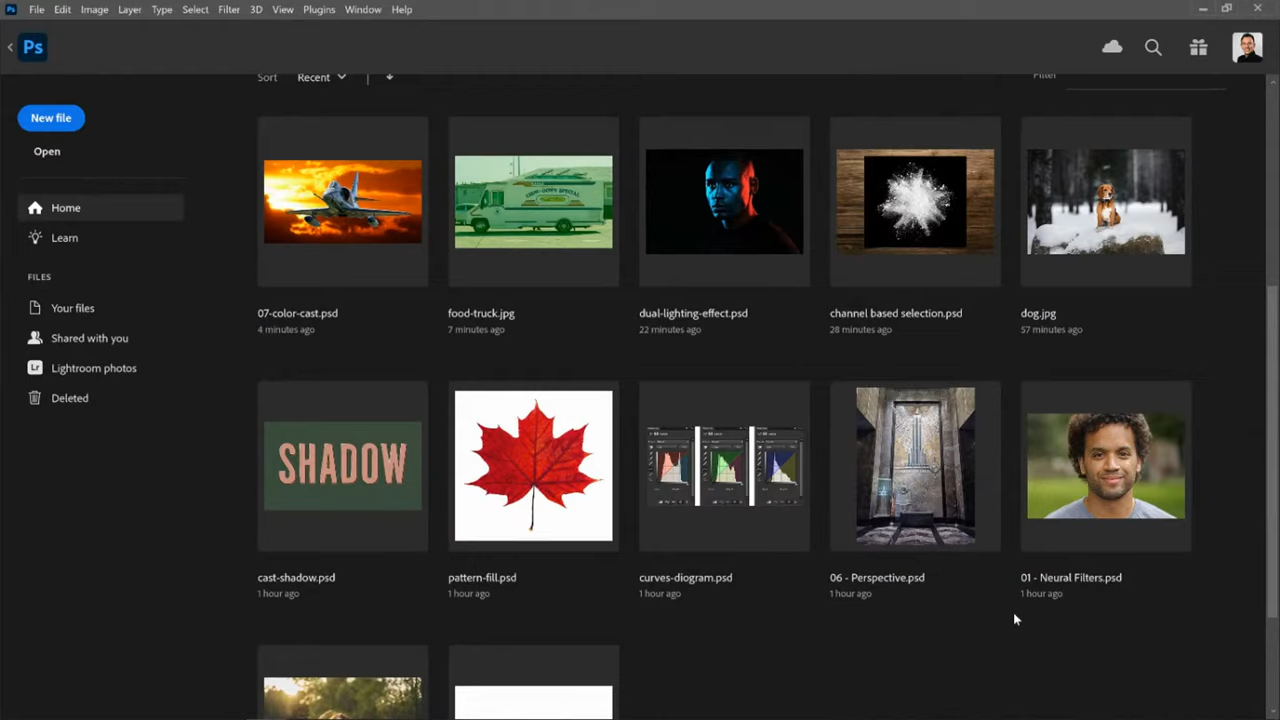 Ps File Edit Image Layer Type Select Filter 3D View Plugins Window Help
Ps
Sort Recent
Filter
New file
Open
Home
Learn
FILES
Your files
Shared with you
Lr Lightroom photos
Deleted
07-color-cast.psd
4 minutes ago
food-truck.jpg
7 minutes ago
dual-lighting-effect.psd
22 minutes ago
channel based selection.psd
28 minutes ago
dog.jpg
57 minutes ago
SHADOW
cast-shadow.psd
1 hour ago
pattern-fill.psd
1 hour ago
curves-diogram.psd
1 hour ago
06 - Perspective.psd
1 hour ago
01 - Neural Filters.psd
1 hour ago